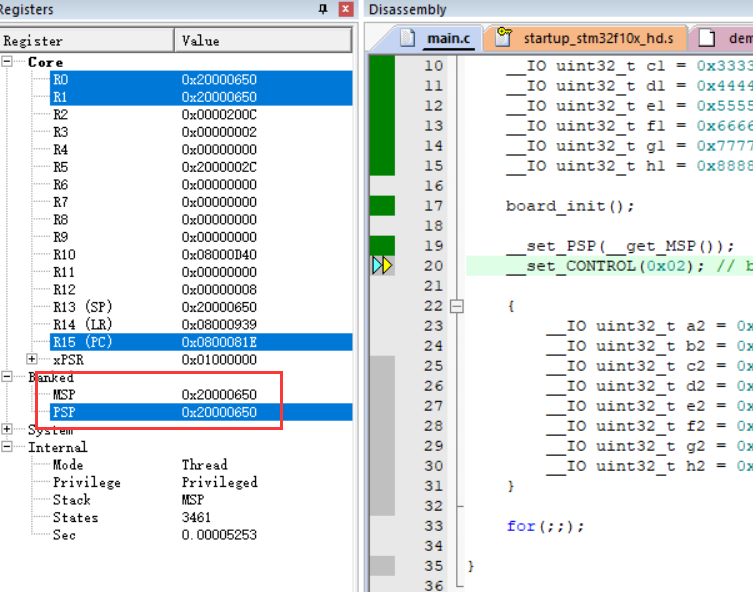 Registers
Register Value
Core
R0 0x20000650
R1 0x20000650
R2 0x0000200C
R3 0x00000002
R4 0x00000000
R5 0x2000002C
R6 0x00000000
R7 0x00000000
R8 0x00000000
R9 0x00000000
R10 0x08000D40
R11 0x00000000
R12 0x00000008
R13 (SP) 0x20000650
R14 (LR) 0x08000939
R15 (PC) 0x0800081E
xPSR 0x01000000
Banked
MSP 0x20000650
PSP 0x20000650
System
Internal
Mode Thread
Privilege Privileged
Stack MSP
States 3461
Sec 0.00005253
Disassembly
main.c startup_stm32f10x_hd.s dem
10 __IO uint32_t c1 = 0x3333
11 __IO uint32_t d1 = 0x4444
12 __IO uint32_t e1 = 0x5555
13 __IO uint32_t f1 = 0x6666
14 __IO uint32_t g1 = 0x7777
15 __IO uint32_t h1 = 0x8888
16
17 board_init();
18
19 __set_PSP(__get_MSP());
20 __set_CONTROL(0x02); // b
21
22 {
23 __IO uint32_t a2 = 0x
24 __IO uint32_t b2 = 0x
25 __IO uint32_t c2 = 0x
26 __IO uint32_t d2 = 0x
27 __IO uint32_t e2 = 0x
28 __IO uint32_t f2 = 0x
29 __IO uint32_t g2 = 0x
30 __IO uint32_t h2 = 0x
31 }
32
33 for(;;);
34
35 }
36